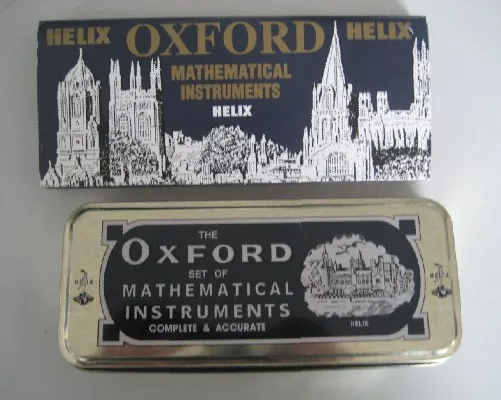 HELIX OXFORD HELIX
MATHEMATICAL
INSTRUMENTS
HELIX
THE
OXFORD
SET OF
MATHEMATICAL
INSTRUMENTS
COMPLETE & ACCURATE
HELIX